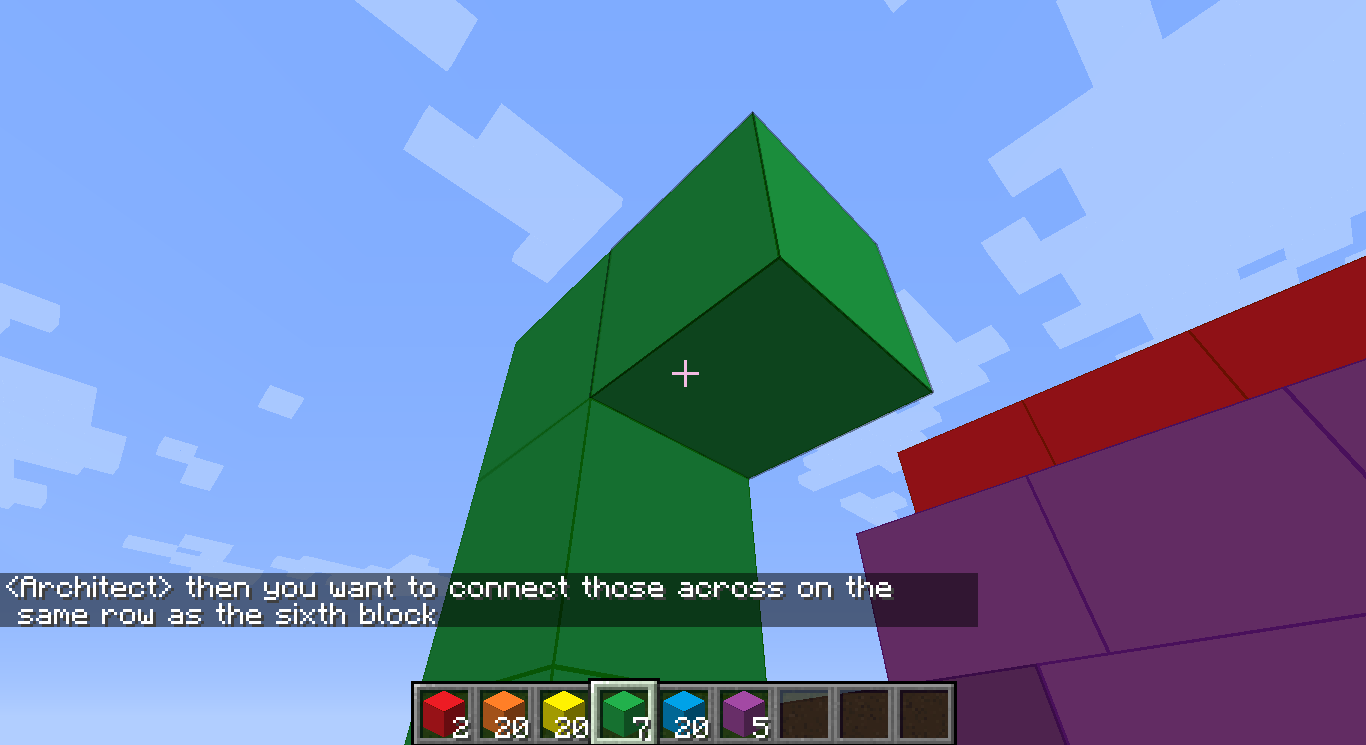 <Architect> then you want to connect those across on the
same row as the sixth block
2 20 20 7 20 5